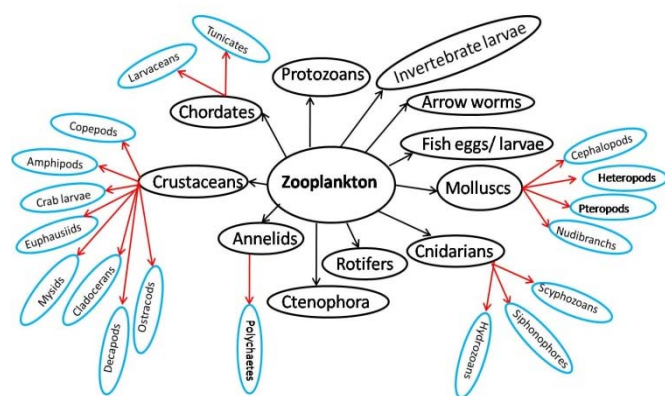 Tunicates
Larvaceans
Chordates
Protozoans
Invertebrate larvae
Arrow worms
Fish eggs/ larvae
Zooplankton
Copepods
Amphipods
Crab larvae
Euphausiids
Mysids
Cladocerans
Decapods
Ostracods
Crustaceans
Annelids
Polychaetes
Ctenophora
Rotifers
Cnidarians
Hydrozoans
Siphonophores
Scyphozoans
Molluscs
Cephalopods
Heteropods
Pteropods
Nudibranchs